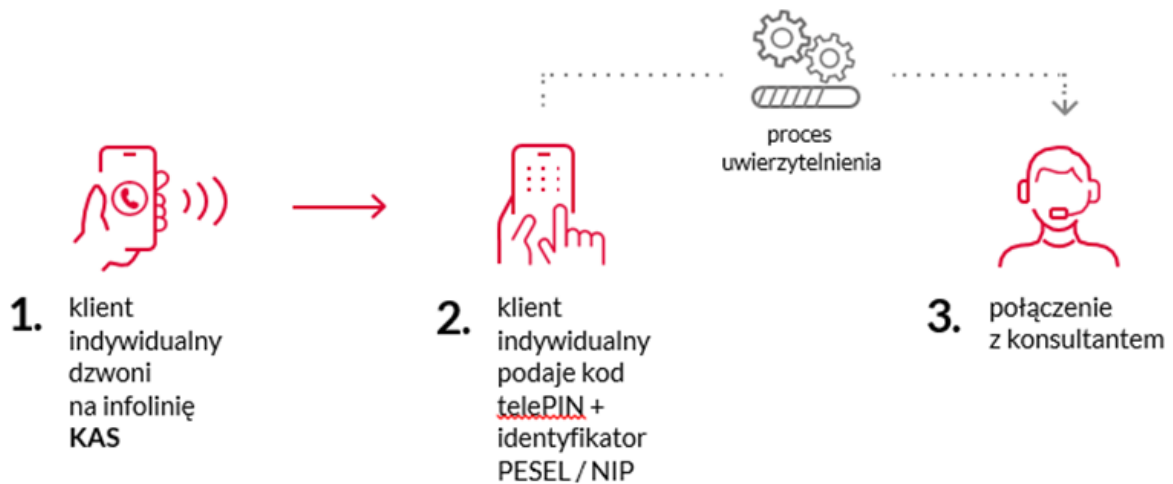 proces
uwierzytelnienia
1. klient
indywidualny
dzwoni
na infolinię
KAS
2. klient
indywidualny
podaje kod
telePIN +
identyfikator
PESEL / NIP
3. połączenie
z konsultantem